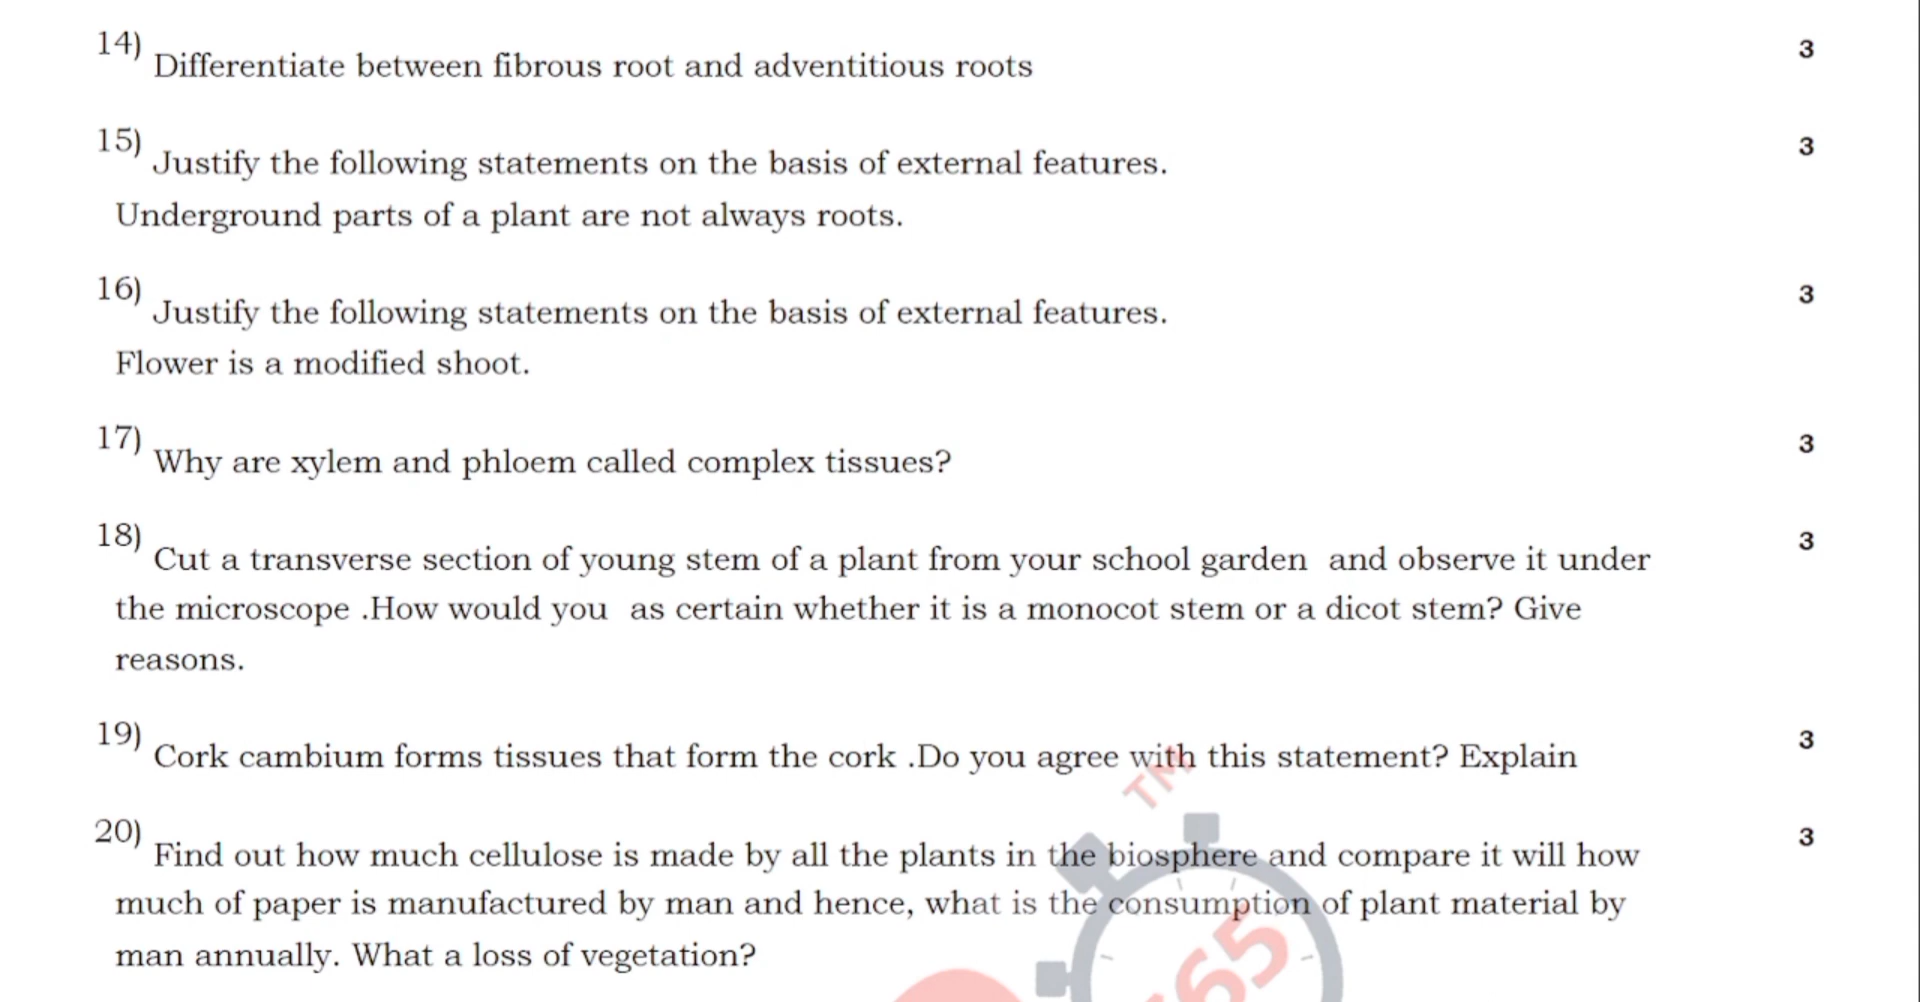 14) 3
Differentiate between fibrous root and adventitious roots
15) 3
Justify the following statements on the basis of external features.
Underground parts of a plant are not always roots.
16) 3
Justify the following statements on the basis of external features.
Flower is a modified shoot.
17) 3
Why are xylem and phloem called complex tissues?
18) 3
Cut a transverse section of young stem of a plant from your school garden  and observe it under
the microscope .How would you  as certain whether it is a monocot stem or a dicot stem? Give
reasons.
19) 3
Cork cambium forms tissues that form the cork .Do you agree with this statement? Explain
TM
20) 3
Find out how much cellulose is made by all the plants in the biosphere and compare it will how
much of paper is manufactured by man and hence, what is the consumption of plant material by
man annually. What a loss of vegetation?
65